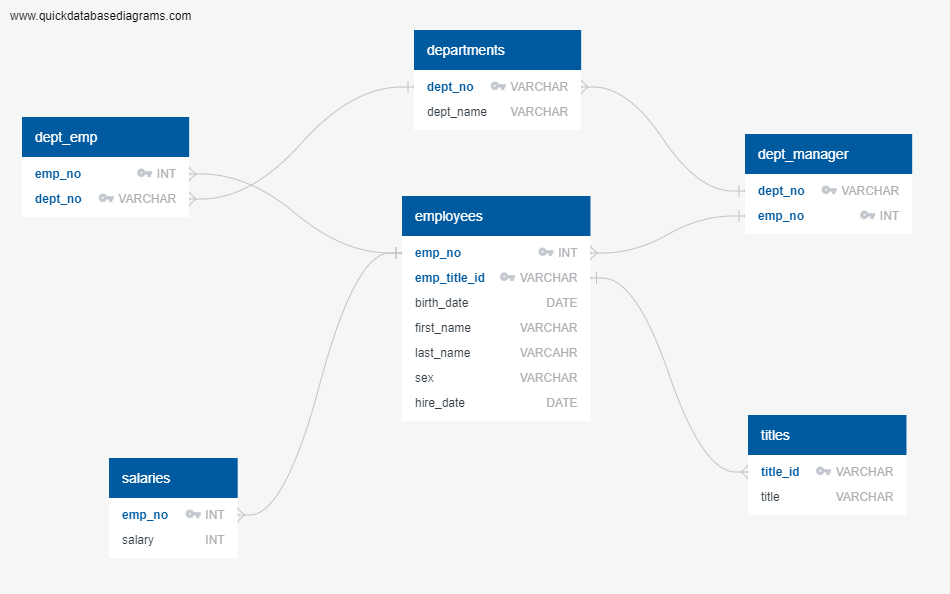 www.quickdatabasediagrams.com
departments
dept_no VARCHAR
dept_name VARCHAR
dept_emp
emp_no INT
dept_no VARCHAR
dept_manager
dept_no VARCHAR
emp_no INT
employees
emp_no INT
emp_title_id VARCHAR
birth_date DATE
first_name VARCHAR
last_name VARCAHR
sex VARCHAR
hire_date DATE
titles
title_id VARCHAR
title VARCHAR
salaries
emp_no INT
salary INT